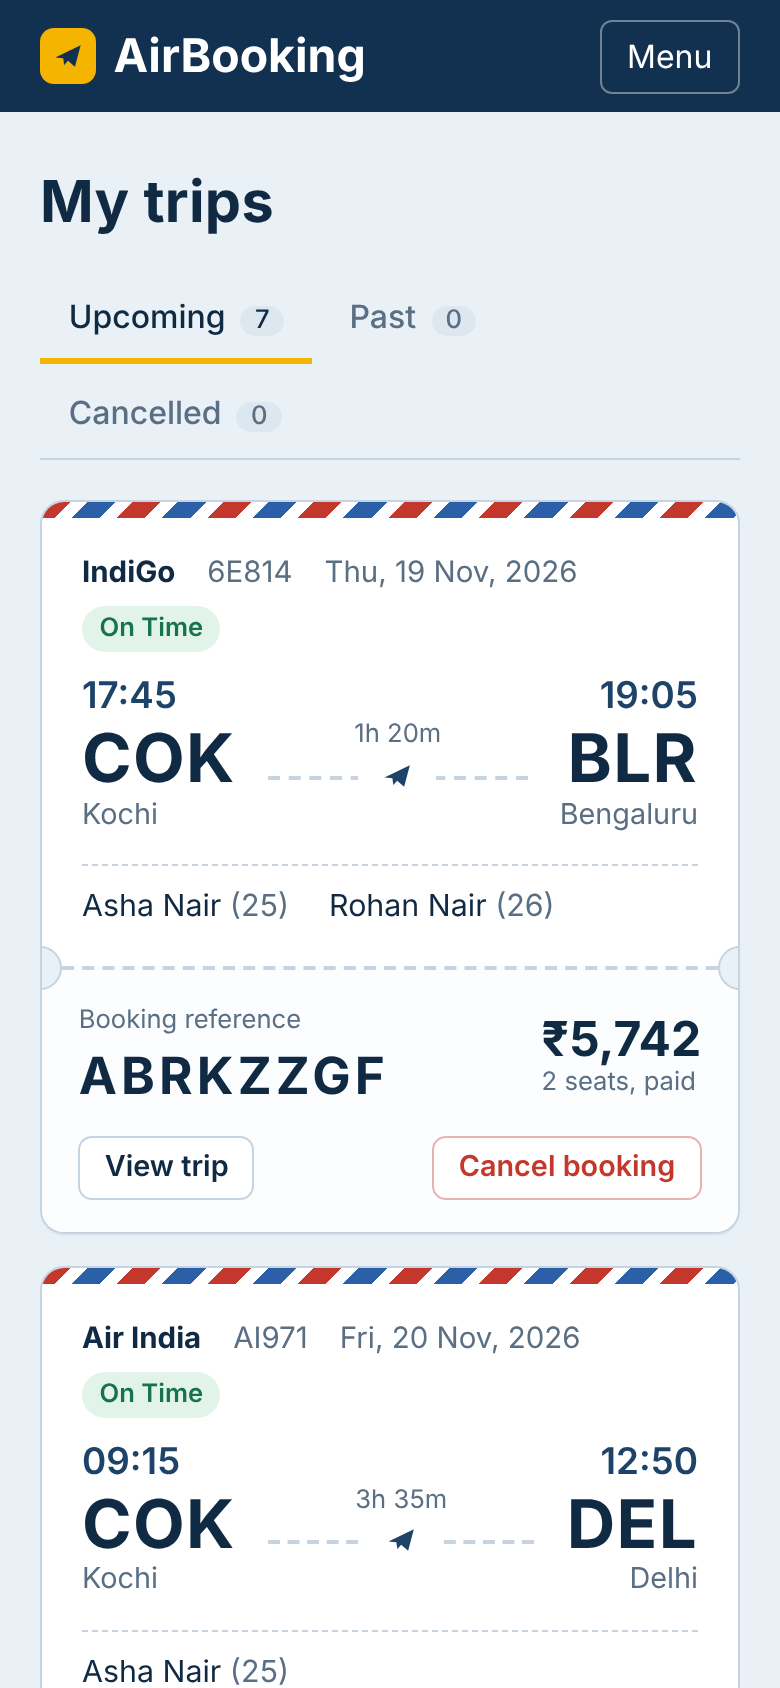 AirBooking Menu
My trips
Upcoming 7 Past 0
Cancelled 0
IndiGo 6E814 Thu, 19 Nov, 2026
On Time
17:45 19:05
1h 20m
COK BLR
Kochi Bengaluru
Asha Nair (25) Rohan Nair (26)
Booking reference
ABRKZZGF
₹5,742
2 seats, paid
View trip Cancel booking
Air India AI971 Fri, 20 Nov, 2026
On Time
09:15 12:50
3h 35m
COK DEL
Kochi Delhi
Asha Nair (25)